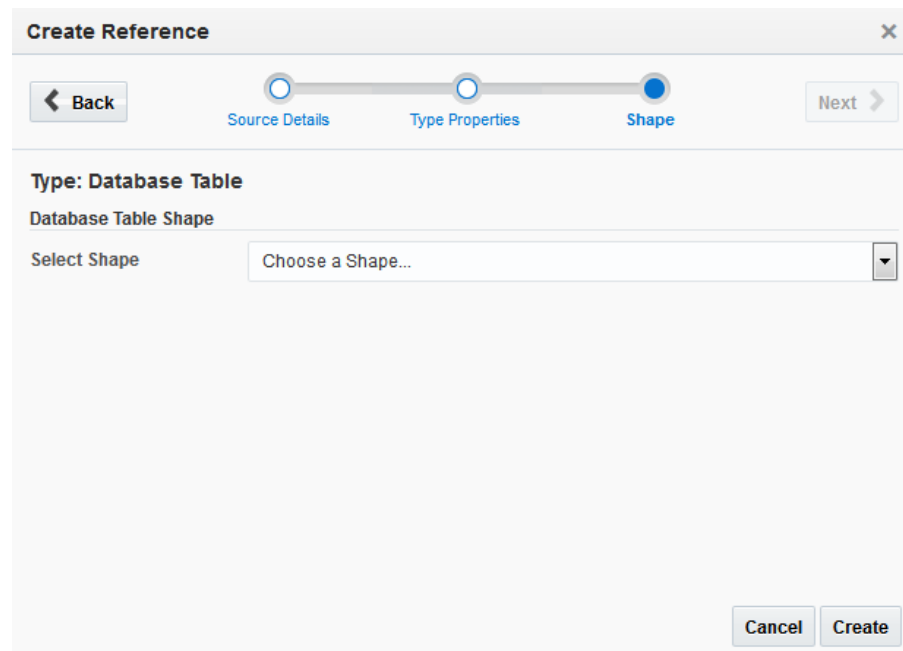 Create Reference
Back
Source Details
Type Properties
Shape
Next
Type: Database Table
Database Table Shape
Select Shape
Choose a Shape...
Cancel
Create